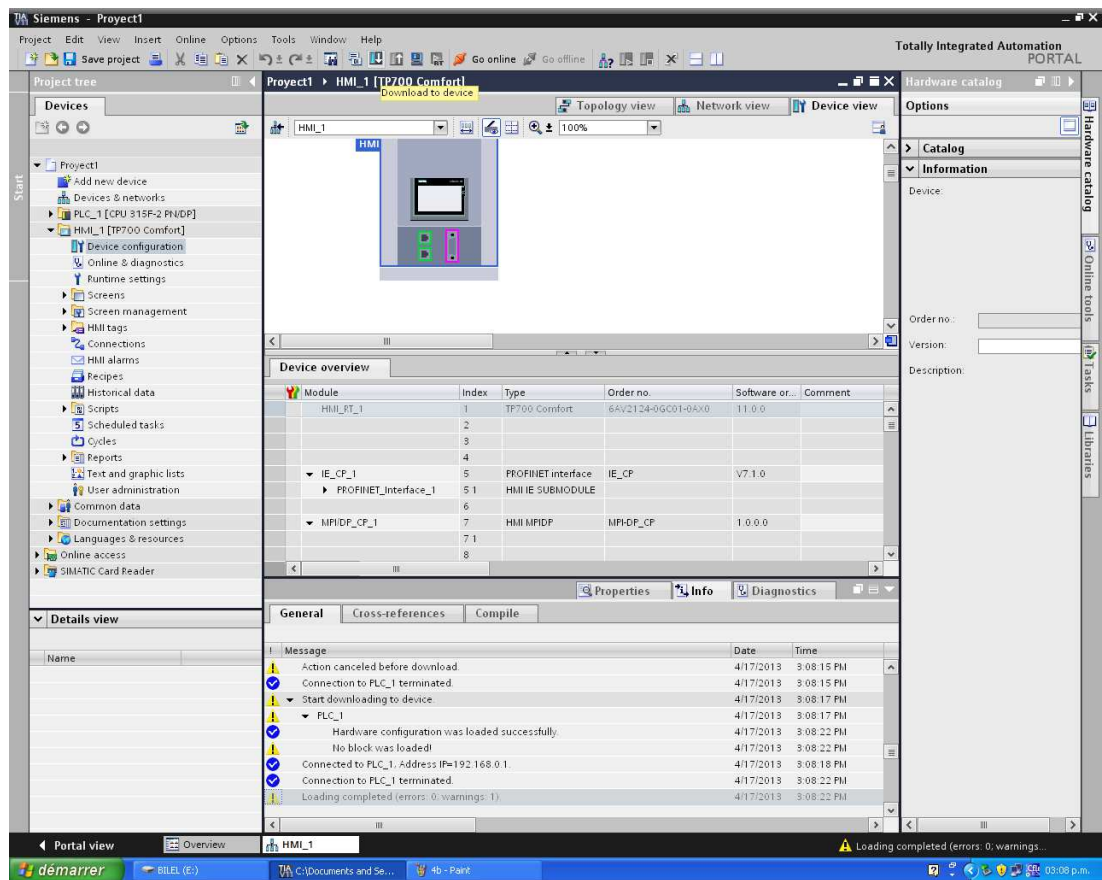 Siemens - Proyect1
Project Edit View Insert Online Options Tools Window Help
Totally Integrated Automation
PORTAL
Save project
Go online
Go offline
Project tree
Proyect1 HMI_1 [TP700 Comfort]
Download to device
Hardware catalog
Devices
Topology view
Network view
Device view
Options
HMI_1
100%
HMI
Catalog
Information
Device:
Order no.:
Version:
Description:
Start
Proyect1
Add new device
Devices & networks
PLC_1 [CPU 315F-2 PN/DP]
HMI_1 [TP700 Comfort]
Device configuration
Online & diagnostics
Runtime settings
Screens
Screen management
HMI tags
Connections
HMI alarms
Recipes
Historical data
Scripts
Scheduled tasks
Cycles
Reports
Text and graphic lists
User administration
Common data
Documentation settings
Languages & resources
Online access
SIMATIC Card Reader
Details view
Name
Device overview
Module Index Type Order no. Software or... Comment
HMI_RT_1 1 TP700 Comfort 6AV2 124-0GC01-0AX0 11.0.0
2
3
4
IE_CP_1 5 PROFINET interface IE_CP V7.1.0
PROFINET_Interface_1 5 1 HMI IE SUBMODULE
6
MPI/DP_CP_1 7 HMI MPIDP MPI-DP_CP 1.0.0.0
7 1
8
Properties
Info
Diagnostics
General
Cross-references
Compile
! Message Date Time
Action canceled before download. 4/17/2013 3:08:15 PM
Connection to PLC_1 terminated. 4/17/2013 3:08:15 PM
Start downloading to device. 4/17/2013 3:08:17 PM
PLC_1 4/17/2013 3:08:17 PM
Hardware configuration was loaded successfully. 4/17/2013 3:08:22 PM
No block was loaded! 4/17/2013 3:08:22 PM
Connected to PLC_1, Address IP=192.168.0.1. 4/17/2013 3:08:18 PM
Connection to PLC_1 terminated. 4/17/2013 3:08:22 PM
Loading completed (errors: 0; warnings: 1). 4/17/2013 3:08:22 PM
Hardware catalog
Online tools
Tasks
Libraries
Portal view
Overview
HMI_1
Loading completed (errors: 0; warnings...
démarrer
BILEL (E:)
C:\Documents and Se...
4b - Paint
03:08 p.m.